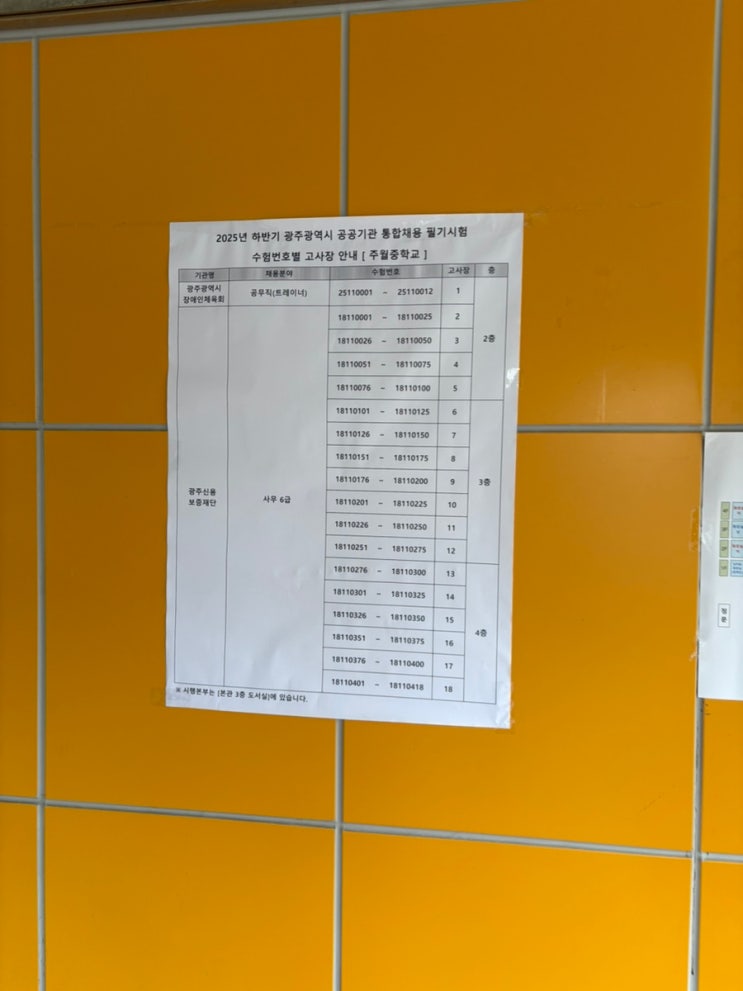 2025년 하반기 광주광역시 공공기관 통합채용 필기시험
수험번호별 고사장 안내 [ 주월중학교 ]
기관명 채용분야 수험번호 고사장 층
광주광역시
장애인체육회
공무직(트레이너) 25110001 ~ 25110012 1
18110001 ~ 18110025 2
2층
18110026 ~ 18110050 3
18110051 ~ 18110075 4
18110076 ~ 18110100 5
18110101 ~ 18110125 6
18110126 ~ 18110150 7
18110151 ~ 18110175 8
3층
18110176 ~ 18110200 9
광주신용
보증재단
사무 6급
18110201 ~ 18110225 10
18110226 ~ 18110250 11
18110251 ~ 18110275 12
18110276 ~ 18110300 13
18110301 ~ 18110325 14
18110326 ~ 18110350 15
4층
18110351 ~ 18110375 16
18110376 ~ 18110400 17
18110401 ~ 18110418 18
※ 시행본부는 [본관 3층 도서실]에 있습니다.